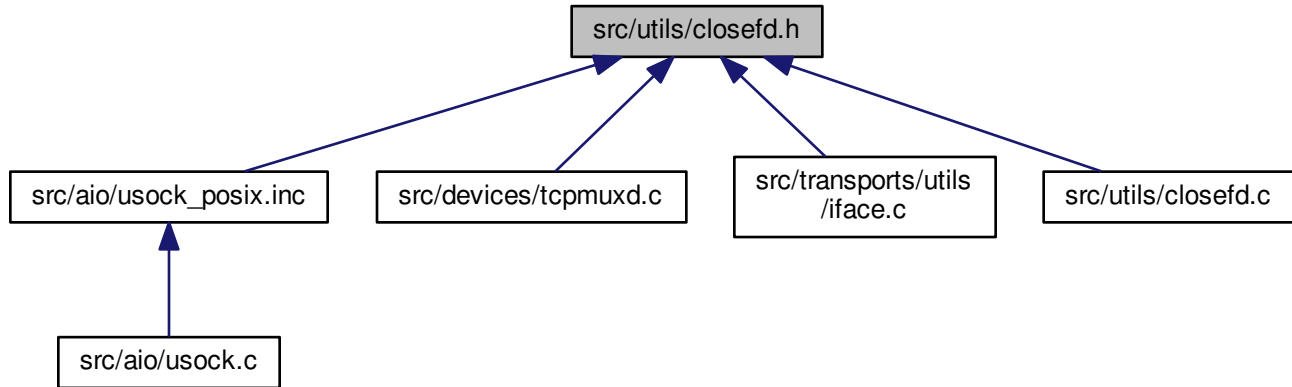 src/utils/closefd.h
src/aio/usock_posix.inc
src/devices/tcpmuxd.c
src/transports/utils
/iface.c
src/utils/closefd.c
src/aio/usock.c